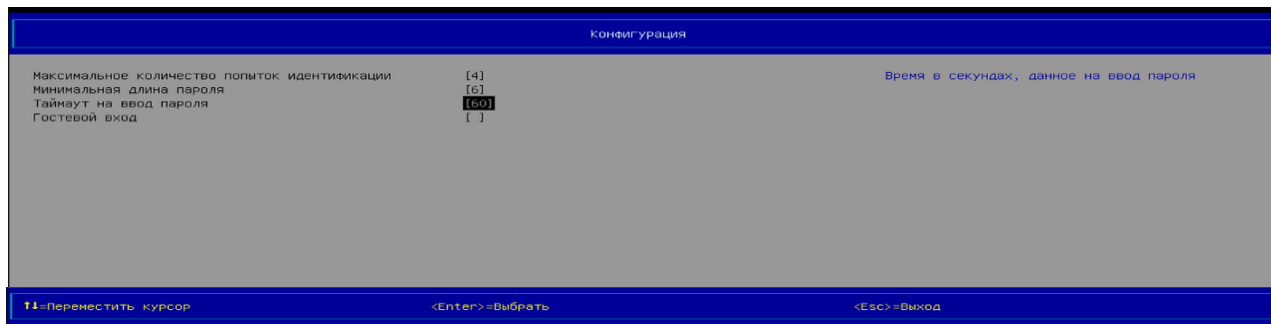 Конфигурация
Максимальное количество попыток идентификации [4] Время в секундах, данное на ввод пароля
Минимальная длина пароля [6]
Таймаут на ввод пароля [60]
Гостевой вход [ ]
↑↓=Переместить курсор <Enter>=Выбрать <Esc>=Выход